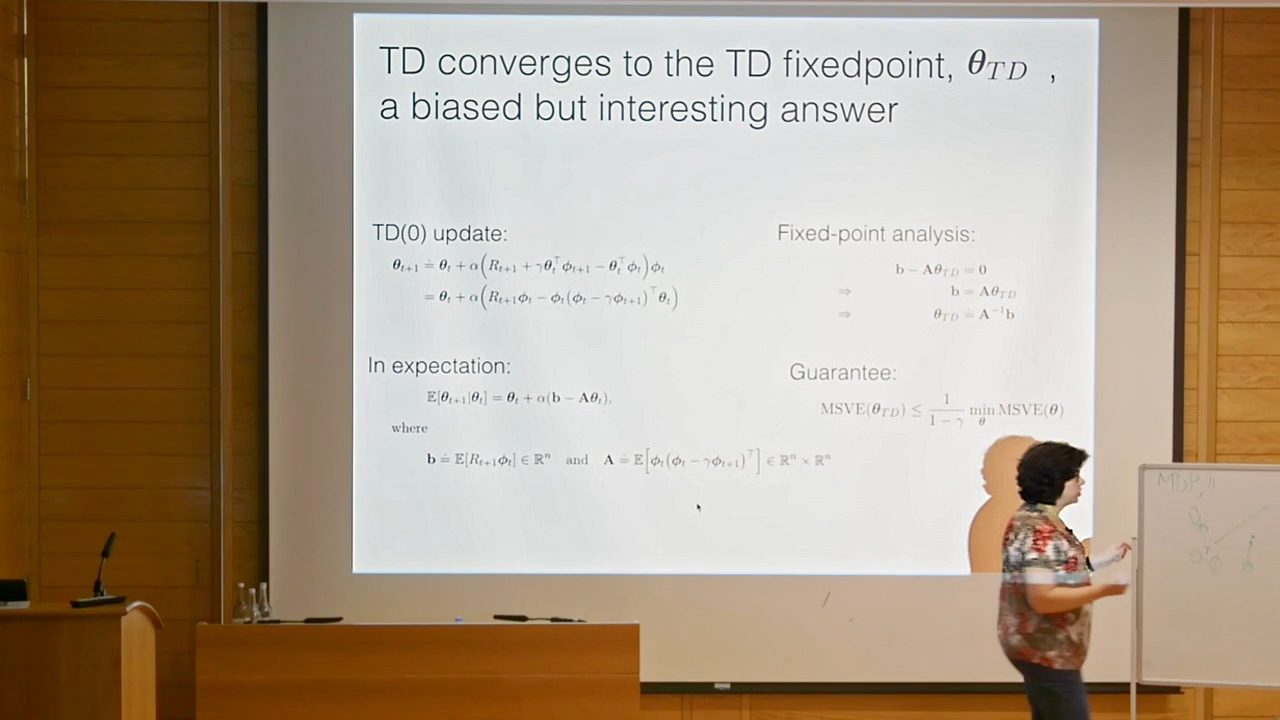 TD converges to the TD fixedpoint, θ_TD ,
a biased but interesting answer
TD(0) update:
θ_{t+1} ≐ θ_t + α(R_{t+1} + γθ_t^⊤ϕ_{t+1} − θ_t^⊤ϕ_t)ϕ_t
= θ_t + α(R_{t+1}ϕ_t − ϕ_t(ϕ_t − γϕ_{t+1})^⊤θ_t)
In expectation:
𝔼[θ_{t+1}|θ_t] = θ_t + α(b − Aθ_t),
where
b ≐ 𝔼[R_{t+1}ϕ_t] ∈ ℝ^n and A ≐ 𝔼[ϕ_t(ϕ_t − γϕ_{t+1})^⊤] ∈ ℝ^n × ℝ^n
Fixed-point analysis:
b − Aθ_TD = 0
⇒ b = Aθ_TD
⇒ θ_TD ≐ A^{−1}b
Guarantee:
MSVE(θ_TD) ≤ 1/(1 − γ) min_θ MSVE(θ)